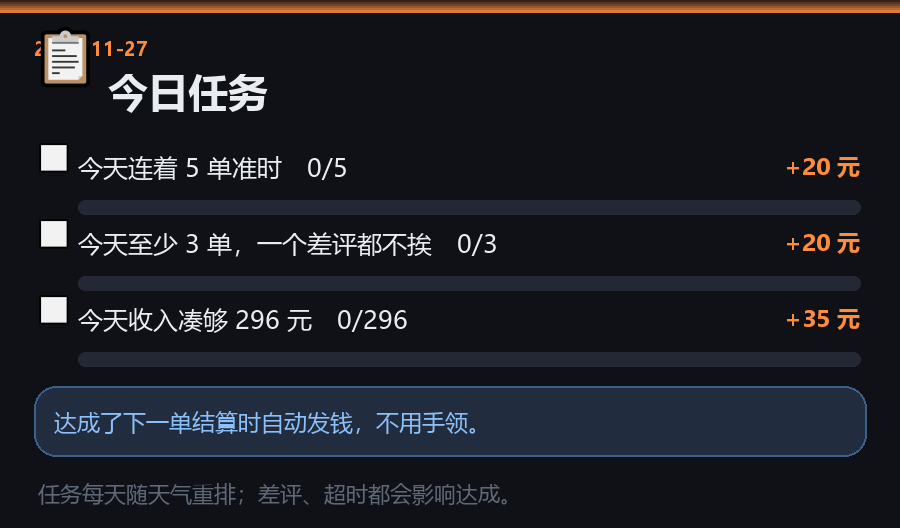 11-27
今日任务
今天连着 5 单准时 0/5 +20 元
今天至少 3 单，一个差评都不挨 0/3 +20 元
今天收入凑够 296 元 0/296 +35 元
达成了下一单结算时自动发钱，不用手领。
任务每天随天气重排；差评、超时都会影响达成。